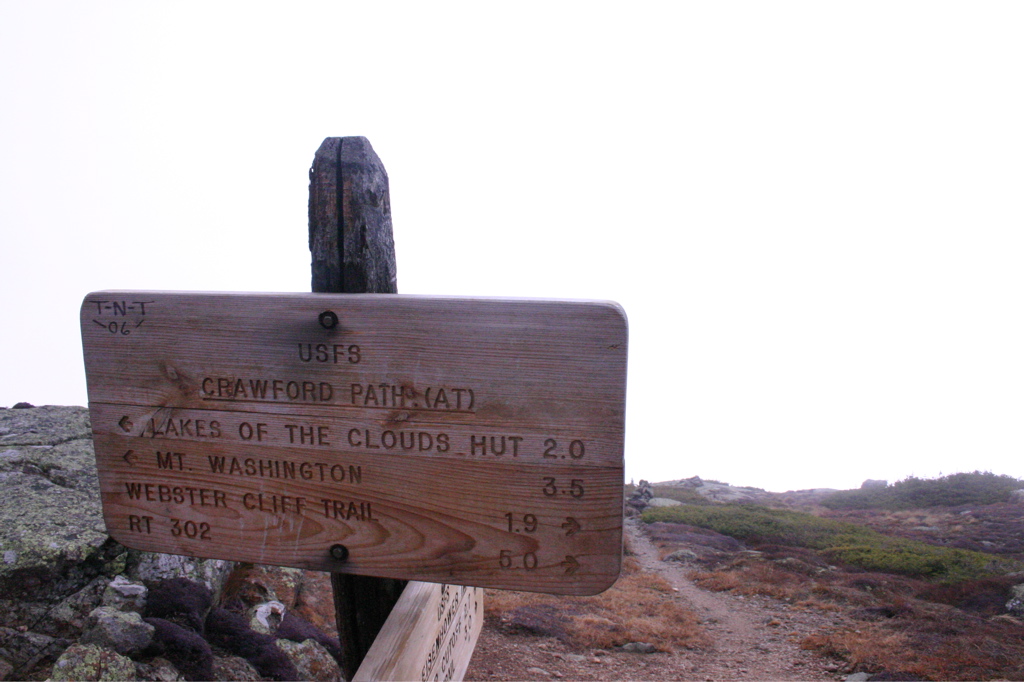 T-N-T
'06'
USFS
CRAWFORD PATH (AT)
← LAKES OF THE CLOUDS HUT 2.0
← MT. WASHINGTON 3.5
WEBSTER CLIFF TRAIL 1.9 →
RT 302 5.0 →